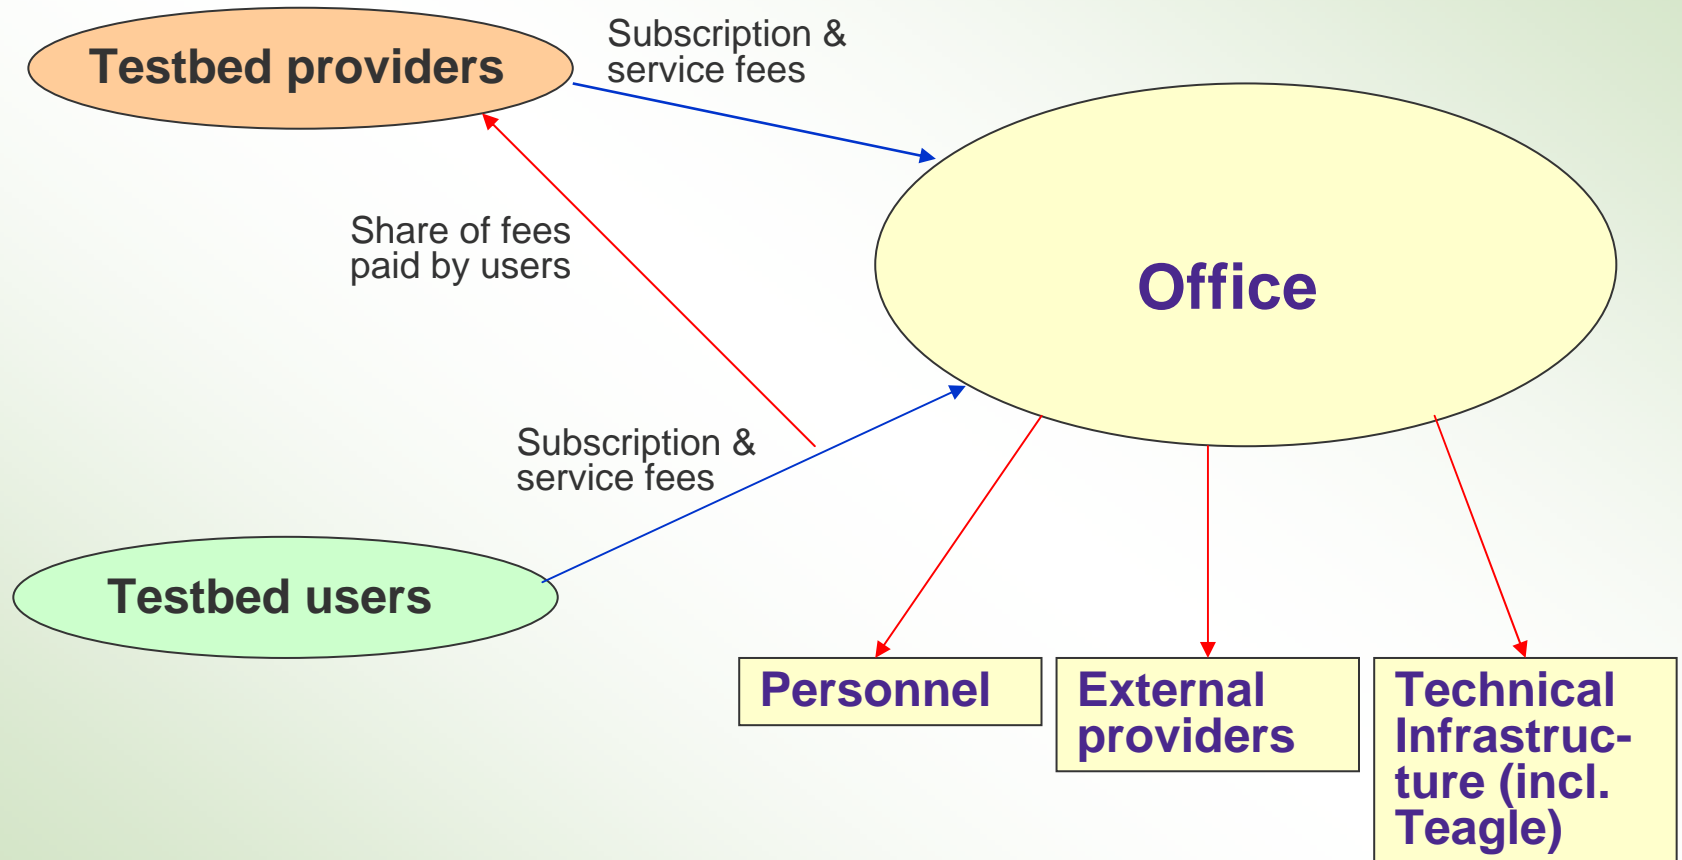 Testbed providers
Subscription &
service fees
Share of fees
paid by users
Office
Subscription &
service fees
Testbed users
Personnel
External
providers
Technical
Infrastruc-
ture (incl.
Teagle)